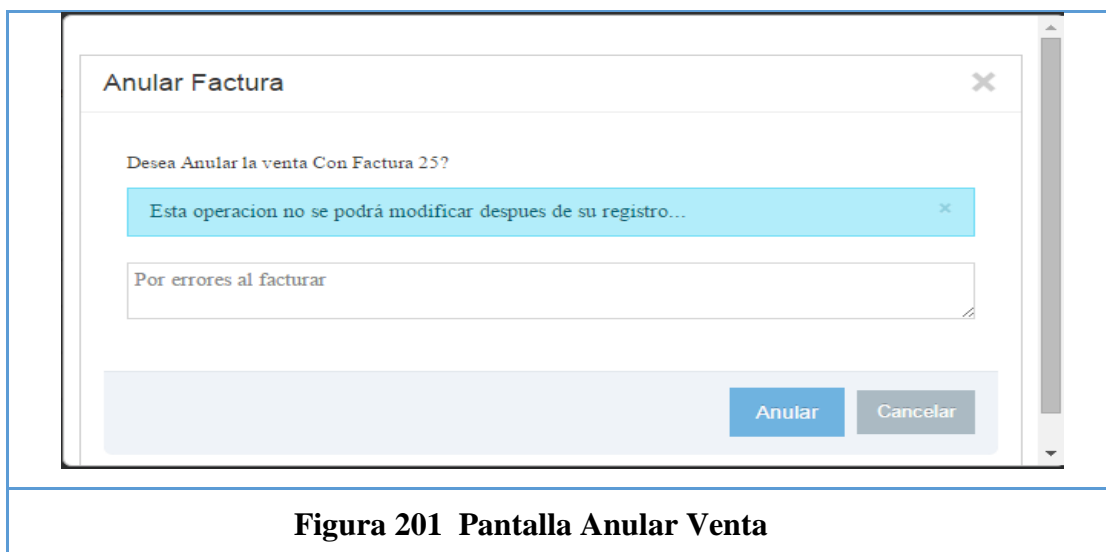 Anular Factura
Desea Anular la venta Con Factura 25?
Esta operacion no se podrá modificar despues de su registro...
Por errores al facturar
Anular Cancelar
Figura 201 Pantalla Anular Venta